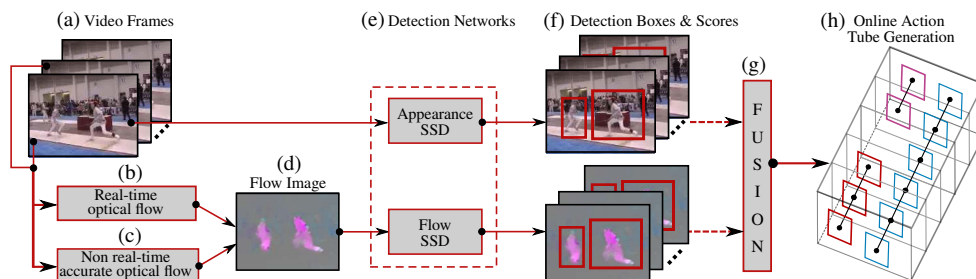 (a) Video Frames
(e) Detection Networks
(f) Detection Boxes & Scores
(h) Online Action
Tube Generation
(g)
Appearance
SSD
(b)
Real-time
optical flow
(c)
Non real-time
accurate optical flow
(d)
Flow Image
Flow
SSD
FUSION